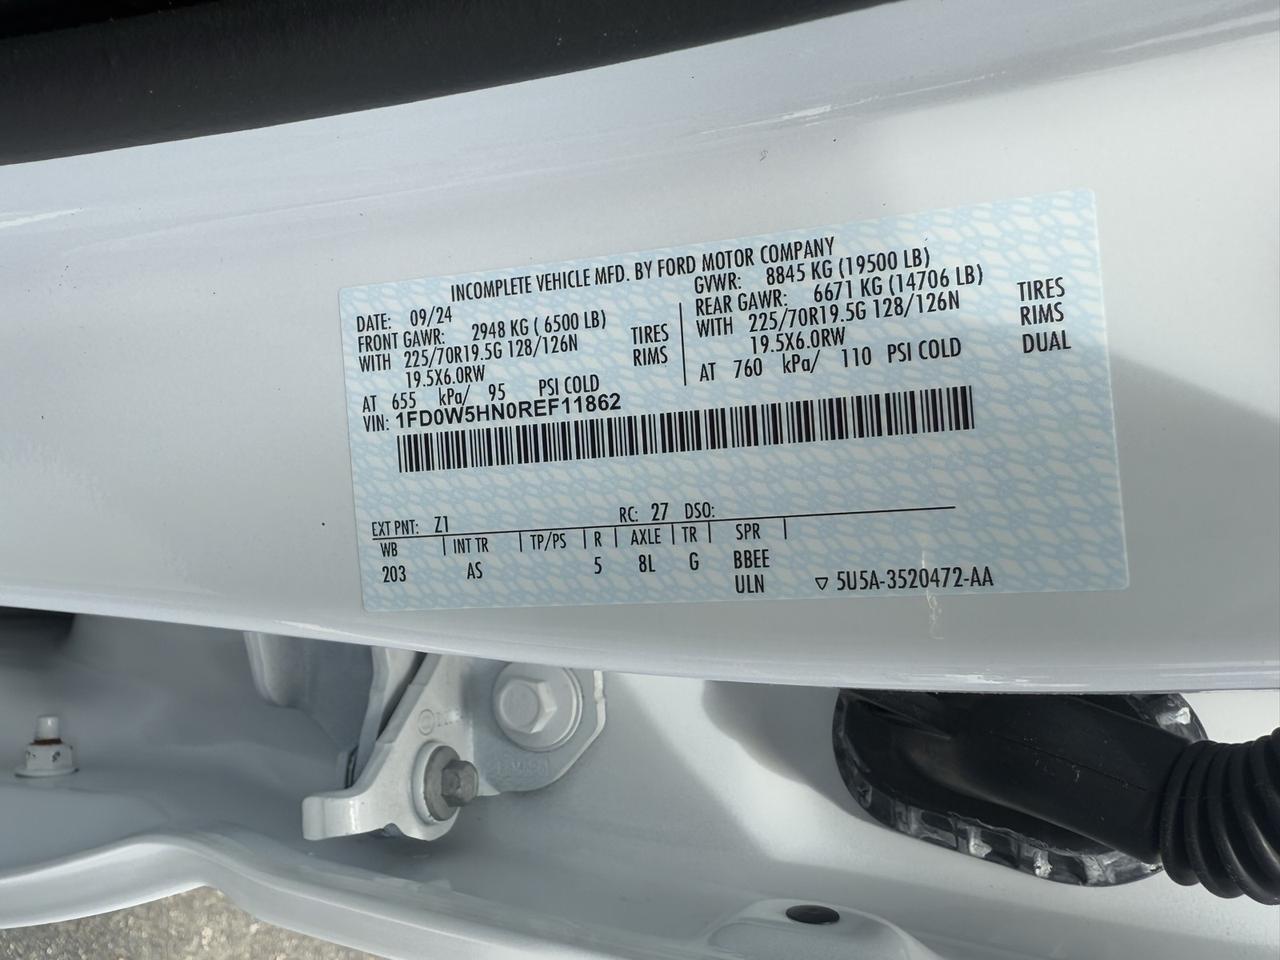 INCOMPLETE VEHICLE MFD. BY FORD MOTOR COMPANY
DATE: 09/24
FRONT GAWR: 2948 KG ( 6500 LB)
WITH 225/70R19.5G 128/126N TIRES
19.5X6.0RW RIMS
AT 655 kPa/ 95 PSI COLD
GVWR: 8845 KG (19500 LB)
REAR GAWR: 6671 KG (14706 LB)
WITH 225/70R19.5G 128/126N TIRES
19.5X6.0RW RIMS
AT 760 kPa/ 110 PSI COLD DUAL
VIN: 1FD0W5HN0REF11862
EXT PNT: Z1 RC: 27 DSO:
WB INT TR TP/PS R AXLE TR SPR
203 AS 5 8L G BBEE
ULN
▽ 5U5A-3520472-AA